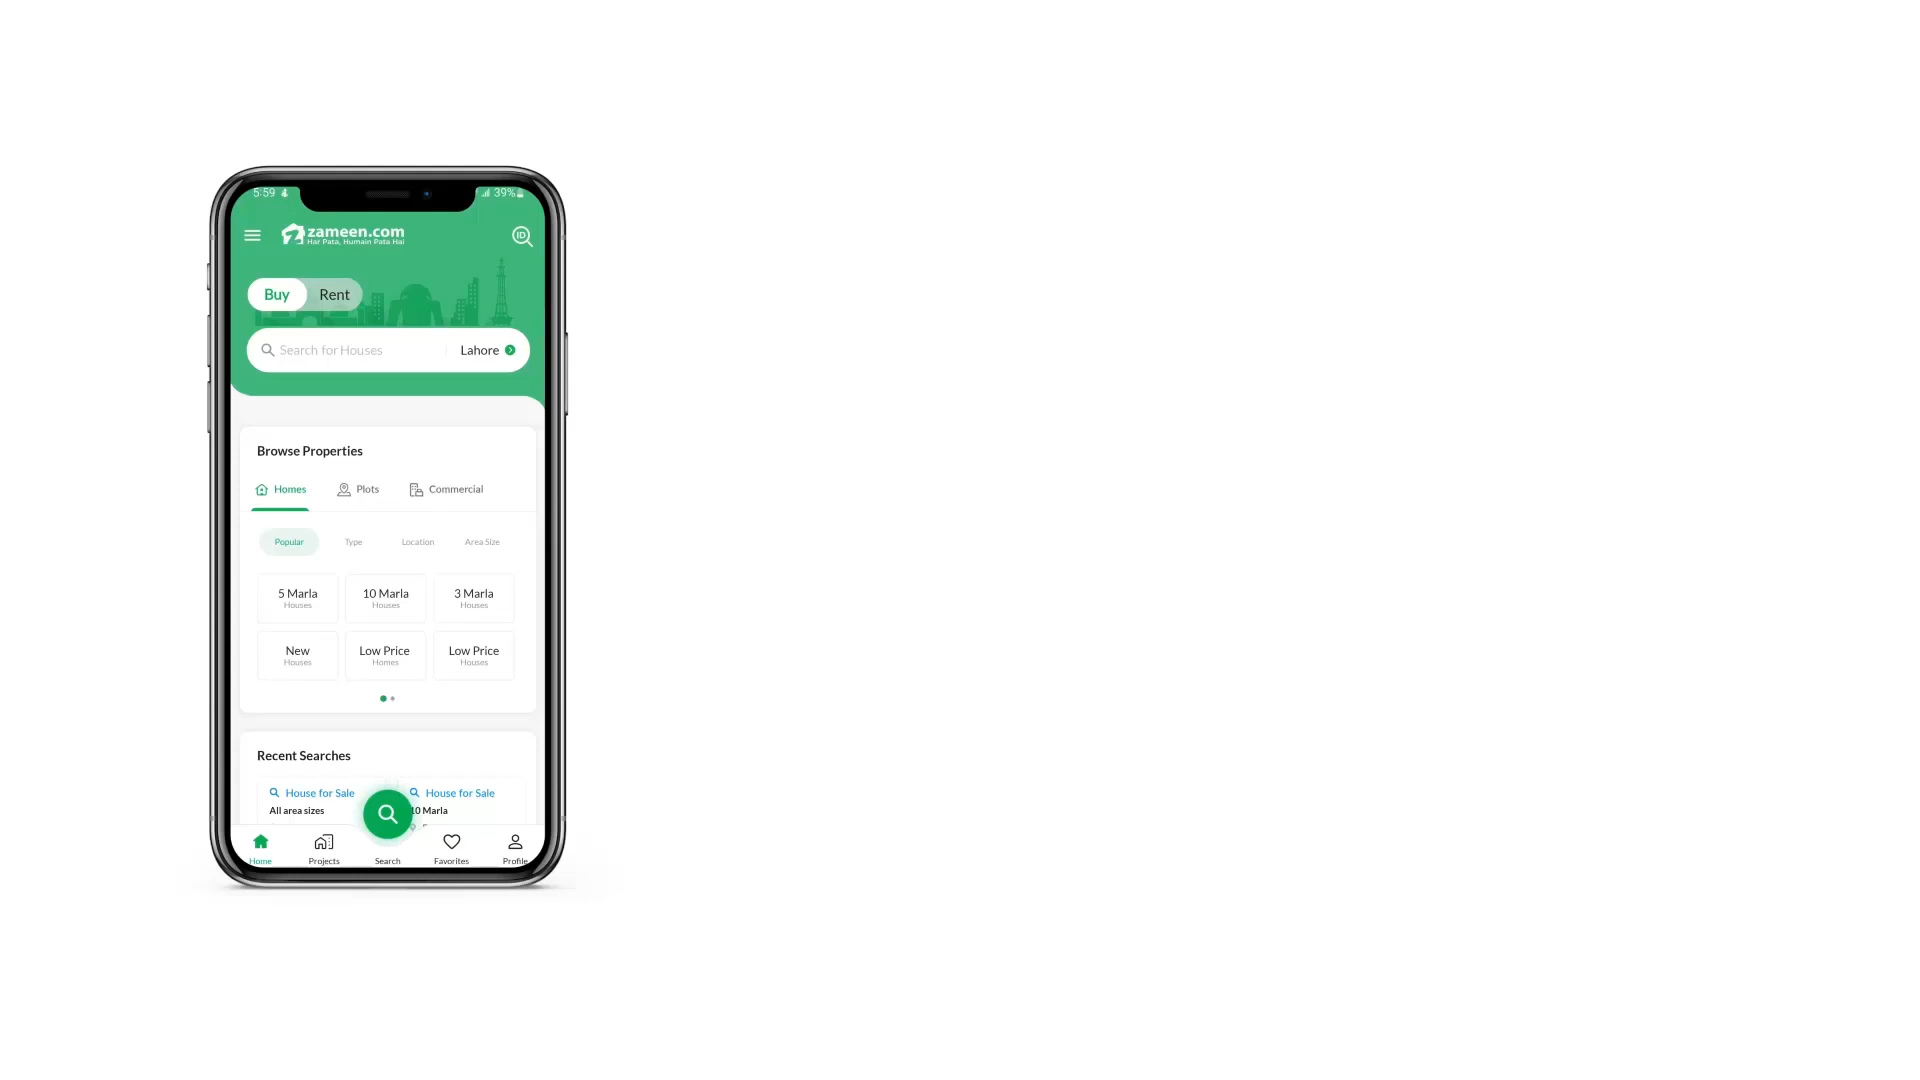 5:59 39%
zameen.com
Har Pata, Humain Pata Hai
ID
Buy Rent
Search for Houses Lahore
Browse Properties
Homes Plots Commercial
Popular Type Location Area Size
5 Marla 10 Marla 3 Marla
Houses Houses Houses
New Low Price Low Price
Houses Homes Houses
Recent Searches
House for Sale House for Sale
All area sizes 10 Marla
Home Projects Search Favorites Profile